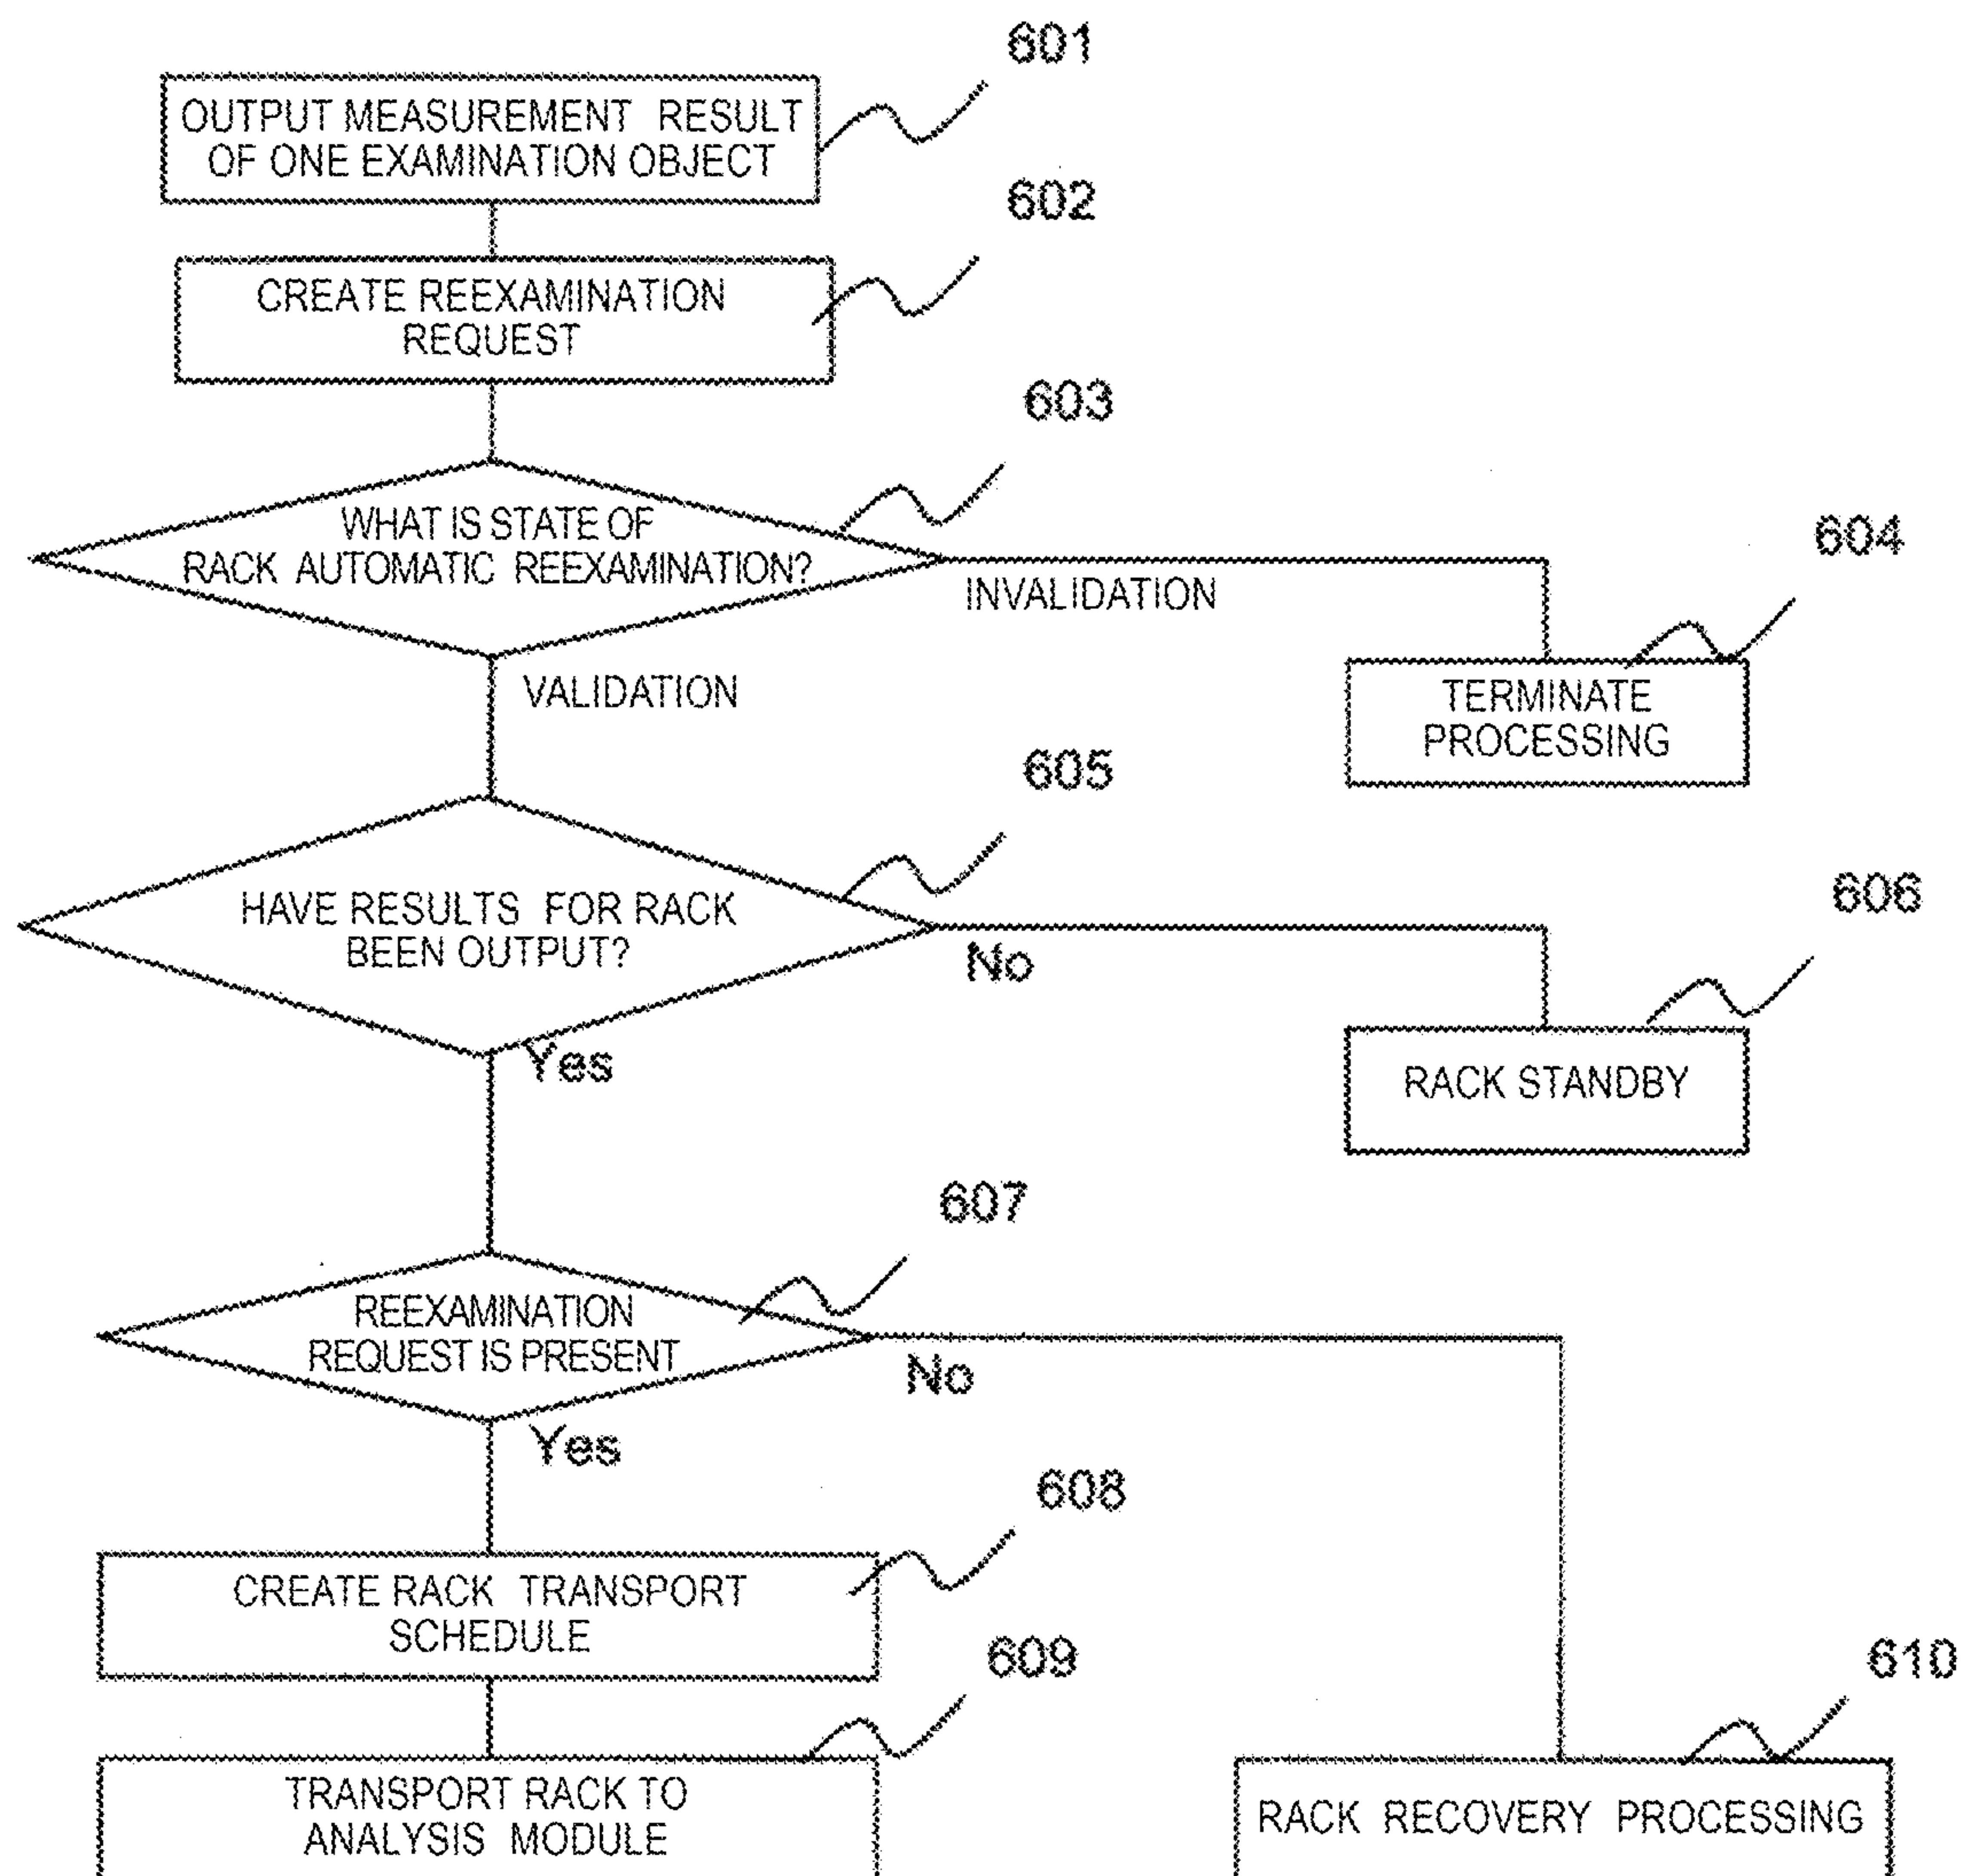 601
OUTPUT MEASUREMENT RESULT
OF ONE EXAMINATION OBJECT
602
CREATE REEXAMINATION
REQUEST
603
WHAT IS STATE OF
RACK AUTOMATIC REEXAMINATION?
INVALIDATION
604
TERMINATE
PROCESSING
VALIDATION
605
HAVE RESULTS FOR RACK
BEEN OUTPUT?
No
606
RACK STANDBY
Yes
607
REEXAMINATION
REQUEST IS PRESENT
No
Yes
608
CREATE RACK TRANSPORT
SCHEDULE
609
TRANSPORT RACK TO
ANALYSIS MODULE
610
RACK RECOVERY PROCESSING